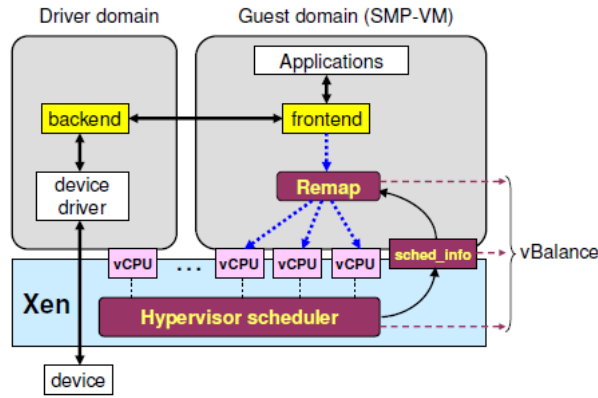 Driver domain
Guest domain (SMP-VM)
Applications
backend
frontend
device
driver
Remap
sched_info
vBalance
vCPU
...
vCPU
vCPU
vCPU
Xen
Hypervisor scheduler
device